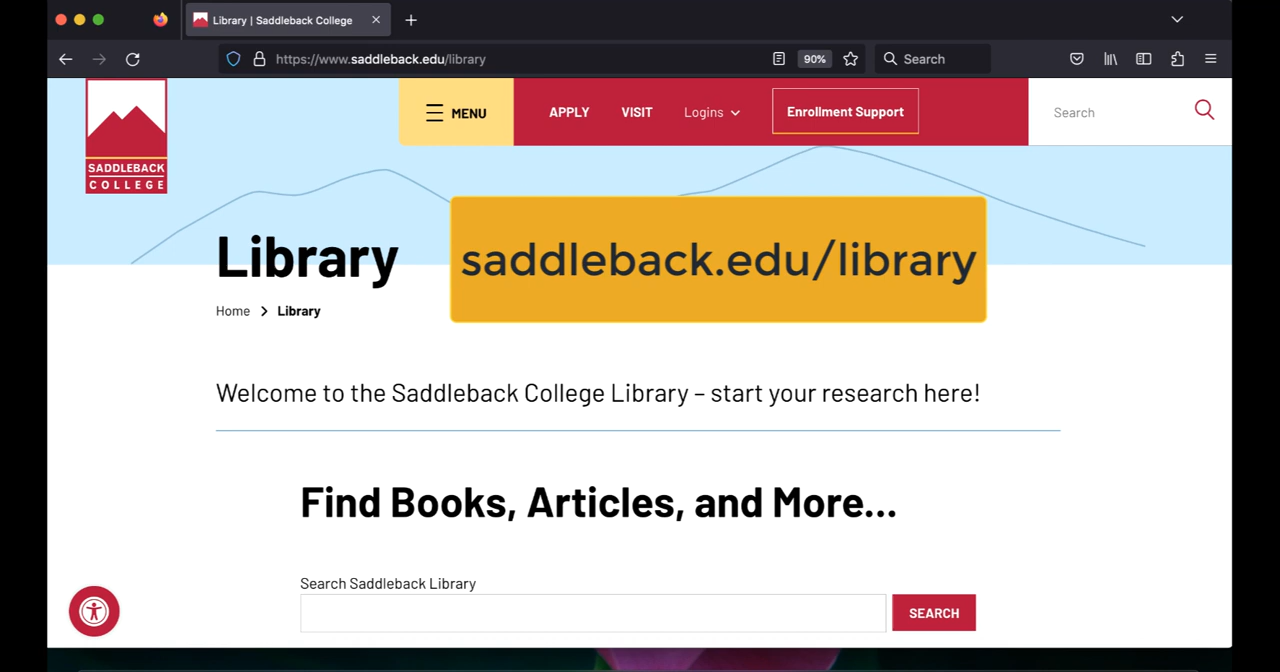 Library | Saddleback College
https://www.saddleback.edu/library
90%
Search
SADDLEBACK
COLLEGE
MENU
APPLY
VISIT
Logins
Enrollment Support
Search
Library
saddleback.edu/library
Home
Library
Welcome to the Saddleback College Library – start your research here!
Find Books, Articles, and More...
Search Saddleback Library
SEARCH